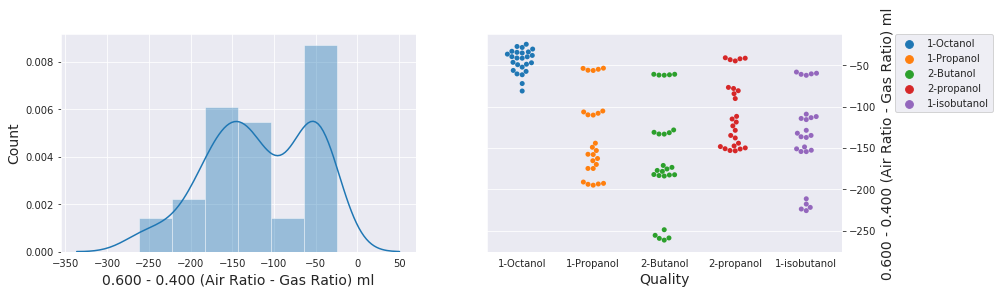 0.008
0.006
0.004
0.002
0.000
Count
−350 −300 −250 −200 −150 −100 −50 0 50
0.600 - 0.400 (Air Ratio - Gas Ratio) ml
1-Octanol 1-Propanol 2-Butanol 2-propanol 1-isobutanol
Quality
−50
−100
−150
−200
−250
0.600 - 0.400 (Air Ratio - Gas Ratio) ml
1-Octanol
1-Propanol
2-Butanol
2-propanol
1-isobutanol